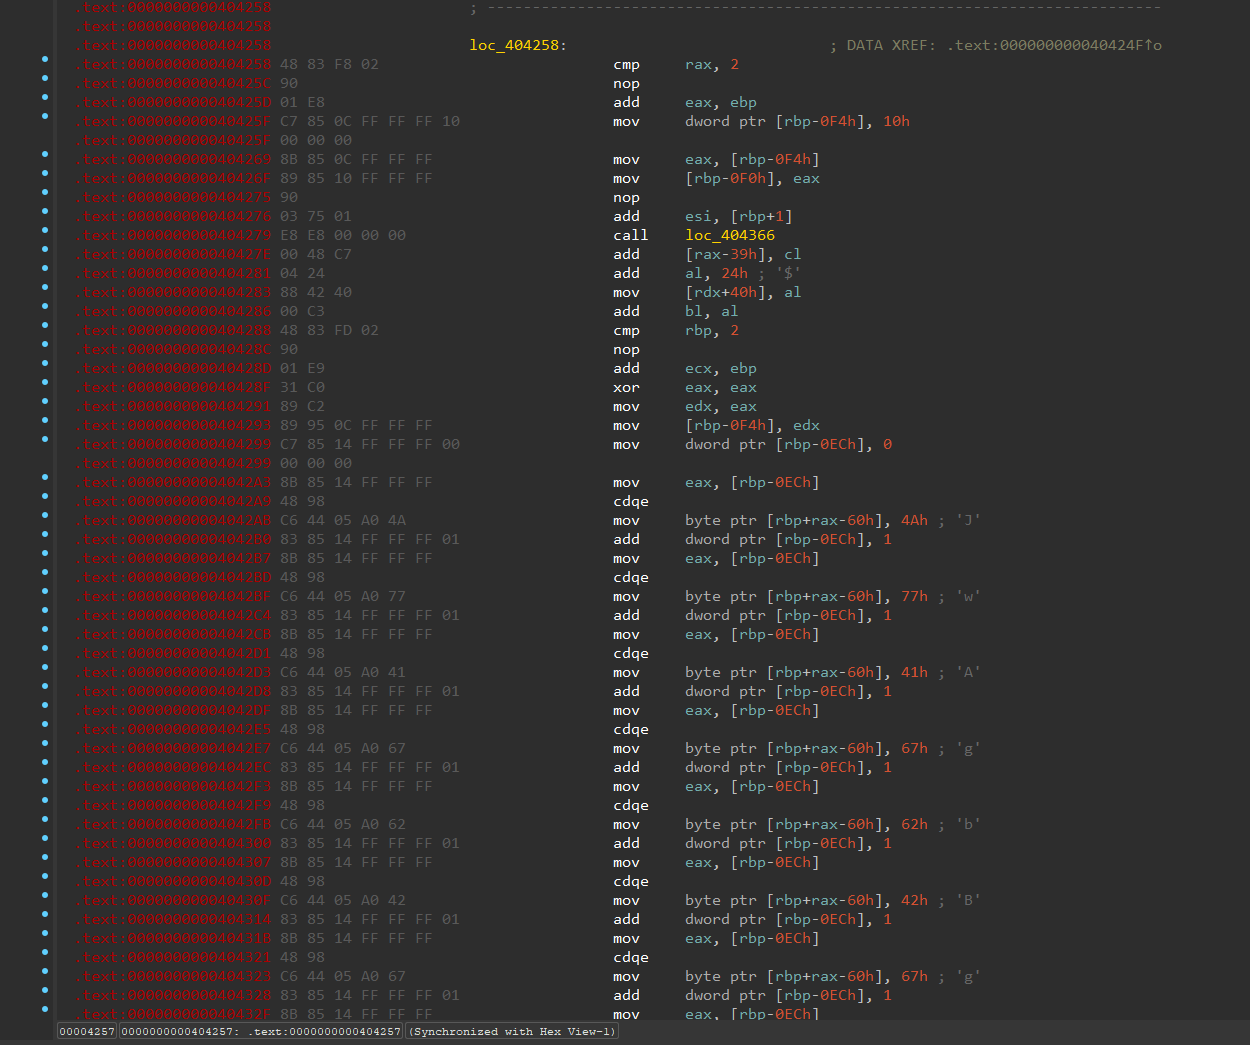 .text:0000000000404258 ; ---------------------------------------------------------------------------
.text:0000000000404258
.text:0000000000404258 loc_404258: ; DATA XREF: .text:000000000040424F↑o
.text:0000000000404258 48 83 F8 02 cmp rax, 2
.text:000000000040425C 90 nop
.text:000000000040425D 01 E8 add eax, ebp
.text:000000000040425F C7 85 0C FF FF FF 10 mov dword ptr [rbp-0F4h], 10h
.text:000000000040425F 00 00 00
.text:0000000000404269 8B 85 0C FF FF FF mov eax, [rbp-0F4h]
.text:000000000040426F 89 85 10 FF FF FF mov [rbp-0F0h], eax
.text:0000000000404275 90 nop
.text:0000000000404276 03 75 01 add esi, [rbp+1]
.text:0000000000404279 E8 E8 00 00 00 call loc_404366
.text:000000000040427E 00 48 C7 add [rax-39h], cl
.text:0000000000404281 04 24 add al, 24h ; '$'
.text:0000000000404283 88 42 40 mov [rdx+40h], al
.text:0000000000404286 00 C3 add bl, al
.text:0000000000404288 48 83 FD 02 cmp rbp, 2
.text:000000000040428C 90 nop
.text:000000000040428D 01 E9 add ecx, ebp
.text:000000000040428F 31 C0 xor eax, eax
.text:0000000000404291 89 C2 mov edx, eax
.text:0000000000404293 89 95 0C FF FF FF mov [rbp-0F4h], edx
.text:0000000000404299 C7 85 14 FF FF FF 00 mov dword ptr [rbp-0ECh], 0
.text:0000000000404299 00 00 00
.text:00000000004042A3 8B 85 14 FF FF FF mov eax, [rbp-0ECh]
.text:00000000004042A9 48 98 cdqe
.text:00000000004042AB C6 44 05 A0 4A mov byte ptr [rbp+rax-60h], 4Ah ; 'J'
.text:00000000004042B0 83 85 14 FF FF FF 01 add dword ptr [rbp-0ECh], 1
.text:00000000004042B7 8B 85 14 FF FF FF mov eax, [rbp-0ECh]
.text:00000000004042BD 48 98 cdqe
.text:00000000004042BF C6 44 05 A0 77 mov byte ptr [rbp+rax-60h], 77h ; 'w'
.text:00000000004042C4 83 85 14 FF FF FF 01 add dword ptr [rbp-0ECh], 1
.text:00000000004042CB 8B 85 14 FF FF FF mov eax, [rbp-0ECh]
.text:00000000004042D1 48 98 cdqe
.text:00000000004042D3 C6 44 05 A0 41 mov byte ptr [rbp+rax-60h], 41h ; 'A'
.text:00000000004042D8 83 85 14 FF FF FF 01 add dword ptr [rbp-0ECh], 1
.text:00000000004042DF 8B 85 14 FF FF FF mov eax, [rbp-0ECh]
.text:00000000004042E5 48 98 cdqe
.text:00000000004042E7 C6 44 05 A0 67 mov byte ptr [rbp+rax-60h], 67h ; 'g'
.text:00000000004042EC 83 85 14 FF FF FF 01 add dword ptr [rbp-0ECh], 1
.text:00000000004042F3 8B 85 14 FF FF FF mov eax, [rbp-0ECh]
.text:00000000004042F9 48 98 cdqe
.text:00000000004042FB C6 44 05 A0 62 mov byte ptr [rbp+rax-60h], 62h ; 'b'
.text:0000000000404300 83 85 14 FF FF FF 01 add dword ptr [rbp-0ECh], 1
.text:0000000000404307 8B 85 14 FF FF FF mov eax, [rbp-0ECh]
.text:000000000040430D 48 98 cdqe
.text:000000000040430F C6 44 05 A0 42 mov byte ptr [rbp+rax-60h], 42h ; 'B'
.text:0000000000404314 83 85 14 FF FF FF 01 add dword ptr [rbp-0ECh], 1
.text:000000000040431B 8B 85 14 FF FF FF mov eax, [rbp-0ECh]
.text:0000000000404321 48 98 cdqe
.text:0000000000404323 C6 44 05 A0 67 mov byte ptr [rbp+rax-60h], 67h ; 'g'
.text:0000000000404328 83 85 14 FF FF FF 01 add dword ptr [rbp-0ECh], 1
.text:000000000040432F 8B 85 14 FF FF FF mov eax, [rbp-0ECh]
00004257 0000000000404257: .text:0000000000404257 (Synchronized with Hex View-1)